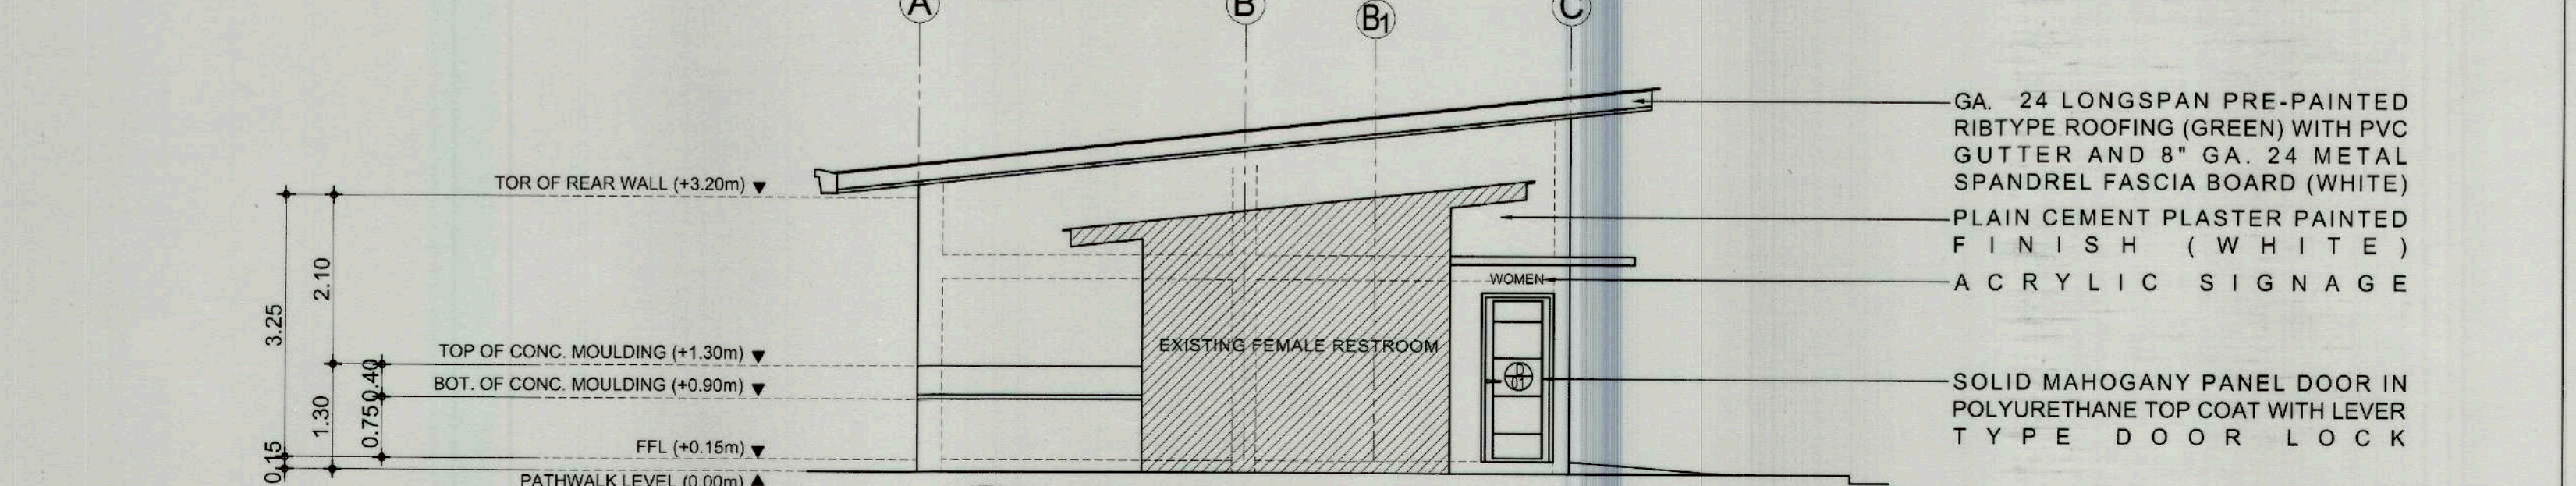 A
B
B1
C
GA. 24 LONGSPAN PRE-PAINTED
RIBTYPE ROOFING (GREEN) WITH PVC
GUTTER AND 8" GA. 24 METAL
SPANDREL FASCIA BOARD (WHITE)
TOR OF REAR WALL (+3.20m)
PLAIN CEMENT PLASTER PAINTED
FINISH (WHITE)
WOMEN
ACRYLIC SIGNAGE
2.10
3.25
EXISTING FEMALE RESTROOM
TOP OF CONC. MOULDING (+1.30m)
0.40
BOT. OF CONC. MOULDING (+0.90m)
SOLID MAHOGANY PANEL DOOR IN
POLYURETHANE TOP COAT WITH LEVER
TYPE DOOR LOCK
1.30
0.75
FFL (+0.15m)
0.15
PATHWALK LEVEL (0.00m)